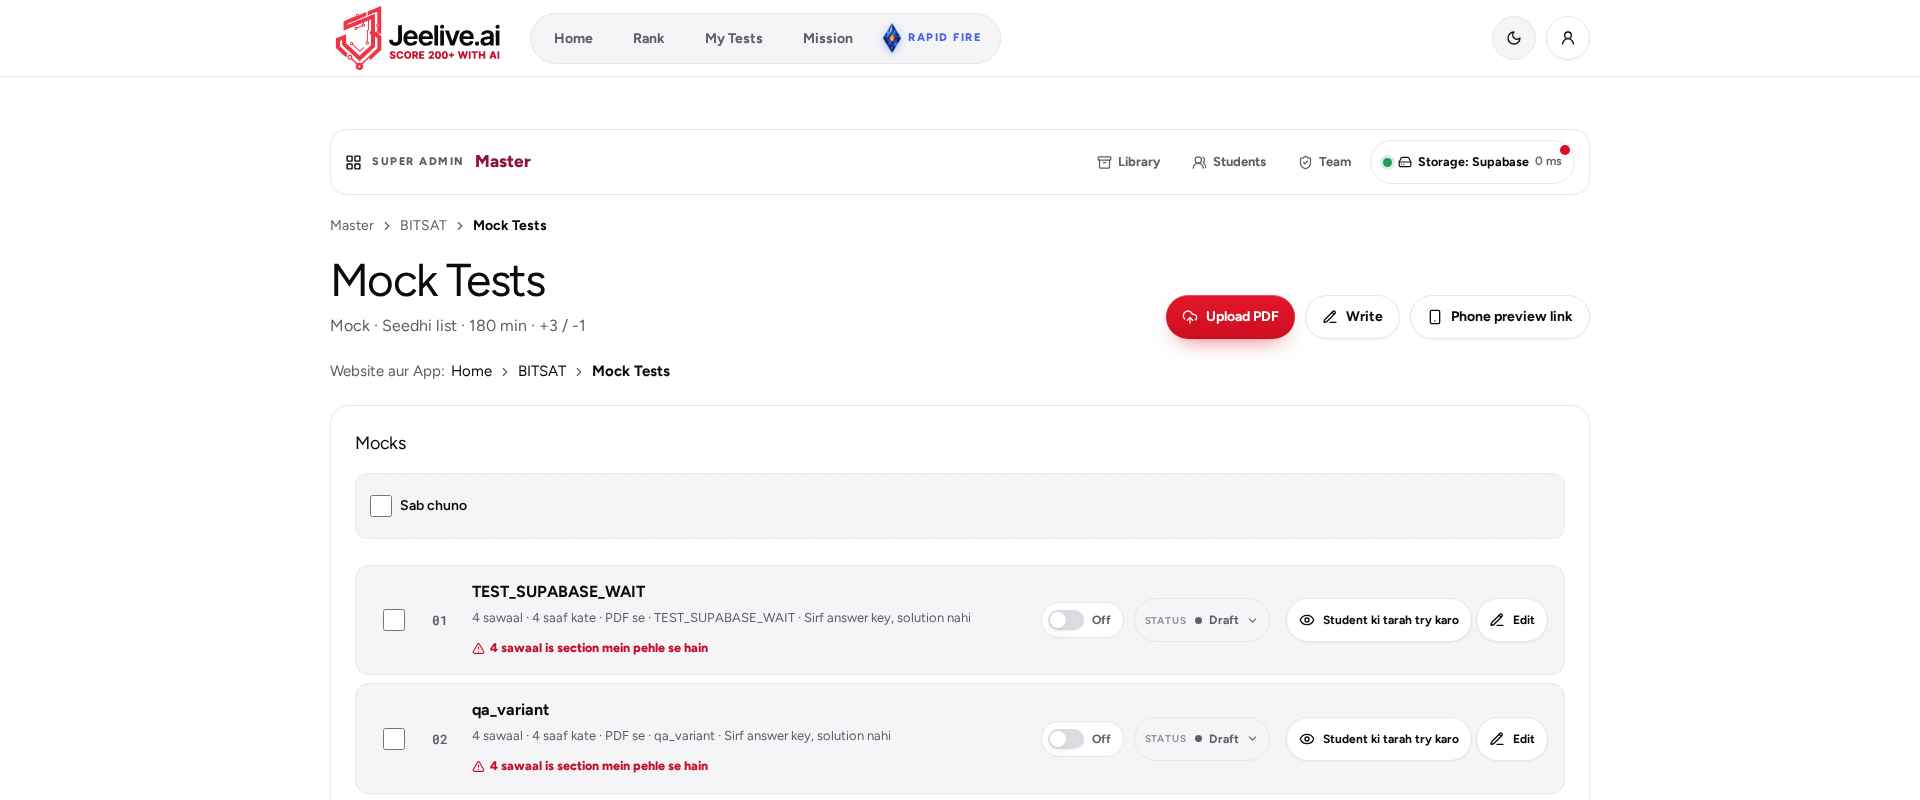 Jeelive.ai
SCORE 200+ WITH AI
Home Rank My Tests Mission RAPID FIRE
SUPER ADMIN Master Library Students Team Storage: Supabase 0 ms
Master > BITSAT > Mock Tests
Mock Tests
Mock · Seedhi list · 180 min · +3 / -1
Upload PDF Write Phone preview link
Website aur App: Home > BITSAT > Mock Tests
Mocks
Sab chuno
TEST_SUPABASE_WAIT
01 4 sawaal · 4 saaf kate · PDF se · TEST_SUPABASE_WAIT · Sirf answer key, solution nahi Off STATUS Draft Student ki tarah try karo Edit
4 sawaal is section mein pehle se hain
qa_variant
02 4 sawaal · 4 saaf kate · PDF se · qa_variant · Sirf answer key, solution nahi Off STATUS Draft Student ki tarah try karo Edit
4 sawaal is section mein pehle se hain